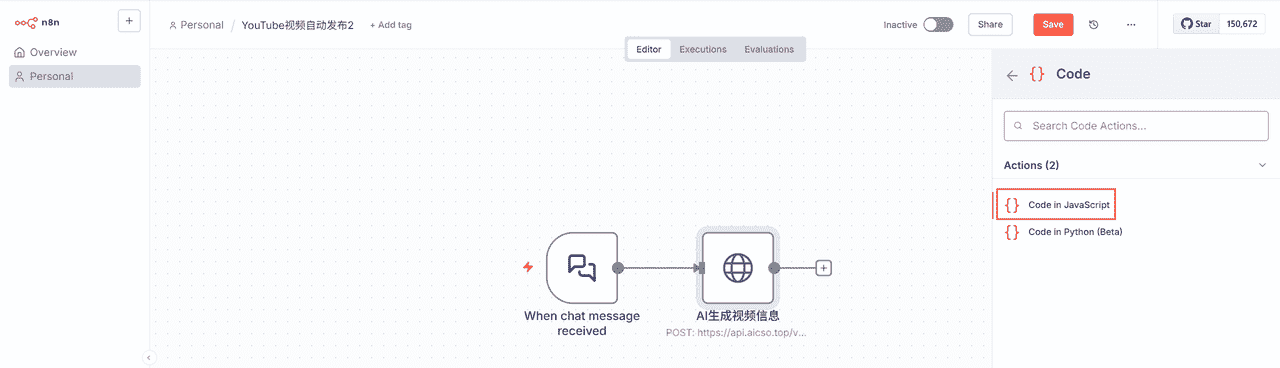 n8n
+
Overview
Personal
Personal / YouTube视频自动发布2 + Add tag
Inactive
Share
Save
...
Star 150,672
Editor Executions Evaluations
When chat message
received
AI生成视频信息
POST: https://api.aicso.top/v...
+
{} Code
Search Code Actions...
Actions (2)
{} Code in JavaScript
{} Code in Python (Beta)